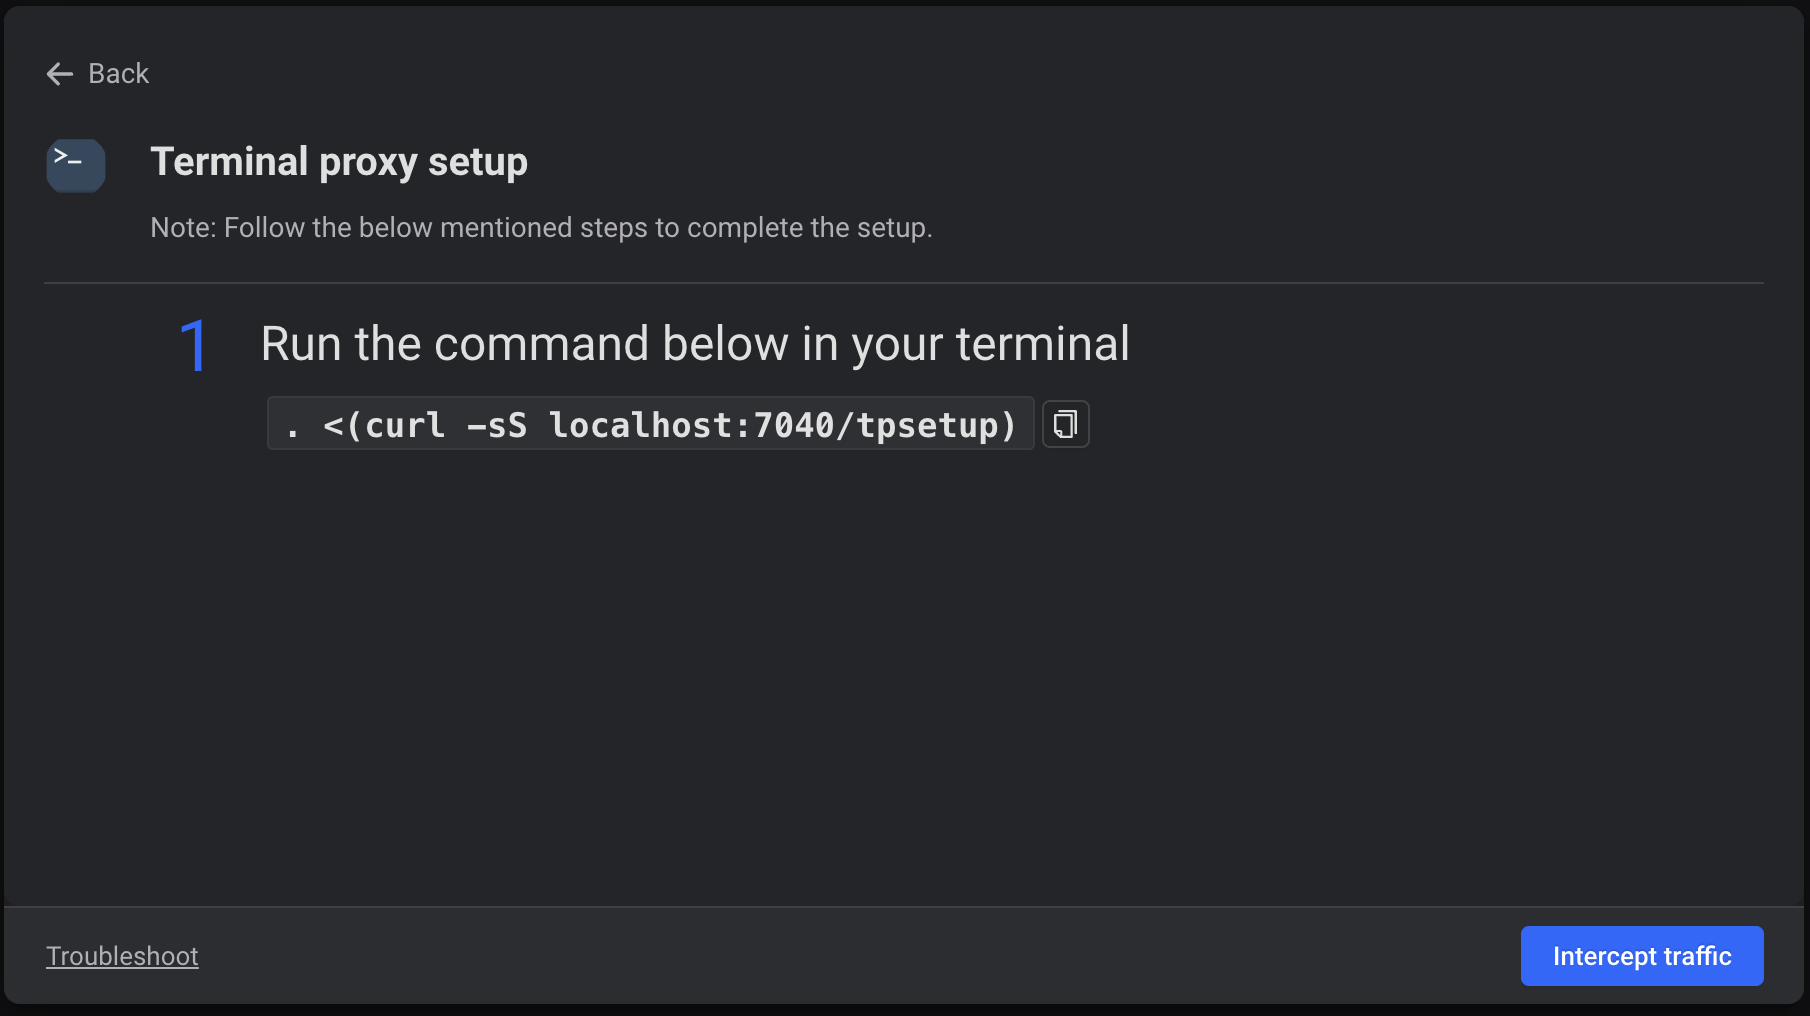 Back
>_
Terminal proxy setup
Note: Follow the below mentioned steps to complete the setup.
1 Run the command below in your terminal
. <(curl -sS localhost:7040/tpsetup)
Troubleshoot
Intercept traffic